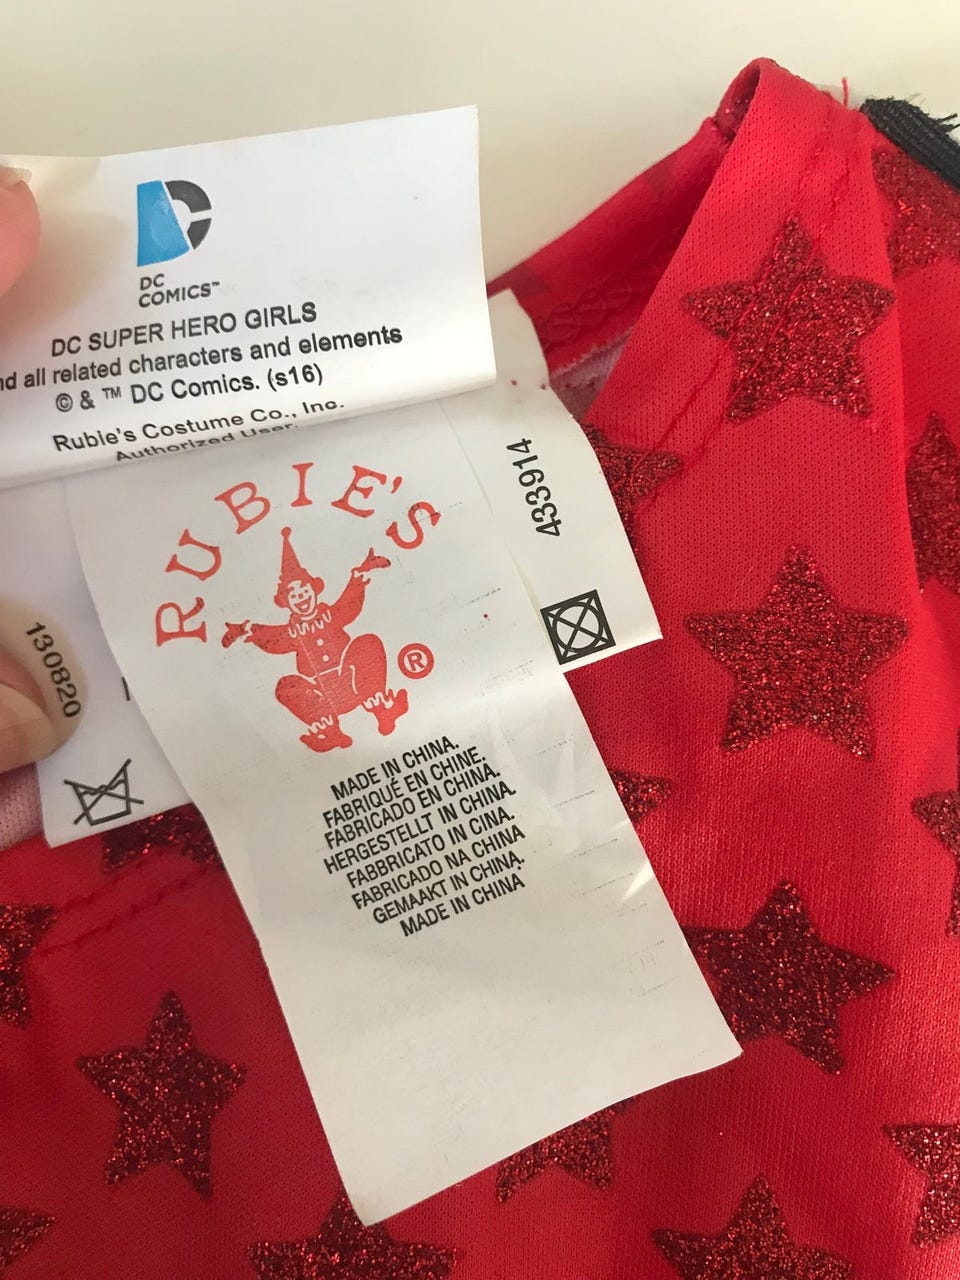 DC
COMICS™
DC SUPER HERO GIRLS
all related characters and elements
© & ™ DC Comics. (s16)
Rubie's Costume Co., Inc.
Authorized User.
RUBIE'S
®
MADE IN CHINA.
FABRIQUÉ EN CHINE.
FABRICADO EN CHINA.
HERGESTELLT IN CHINA.
FABBRICATO IN CINA.
FABRICADO NA CHINA
GEMAAKT IN CHINA.
MADE IN CHINA
433914
130820